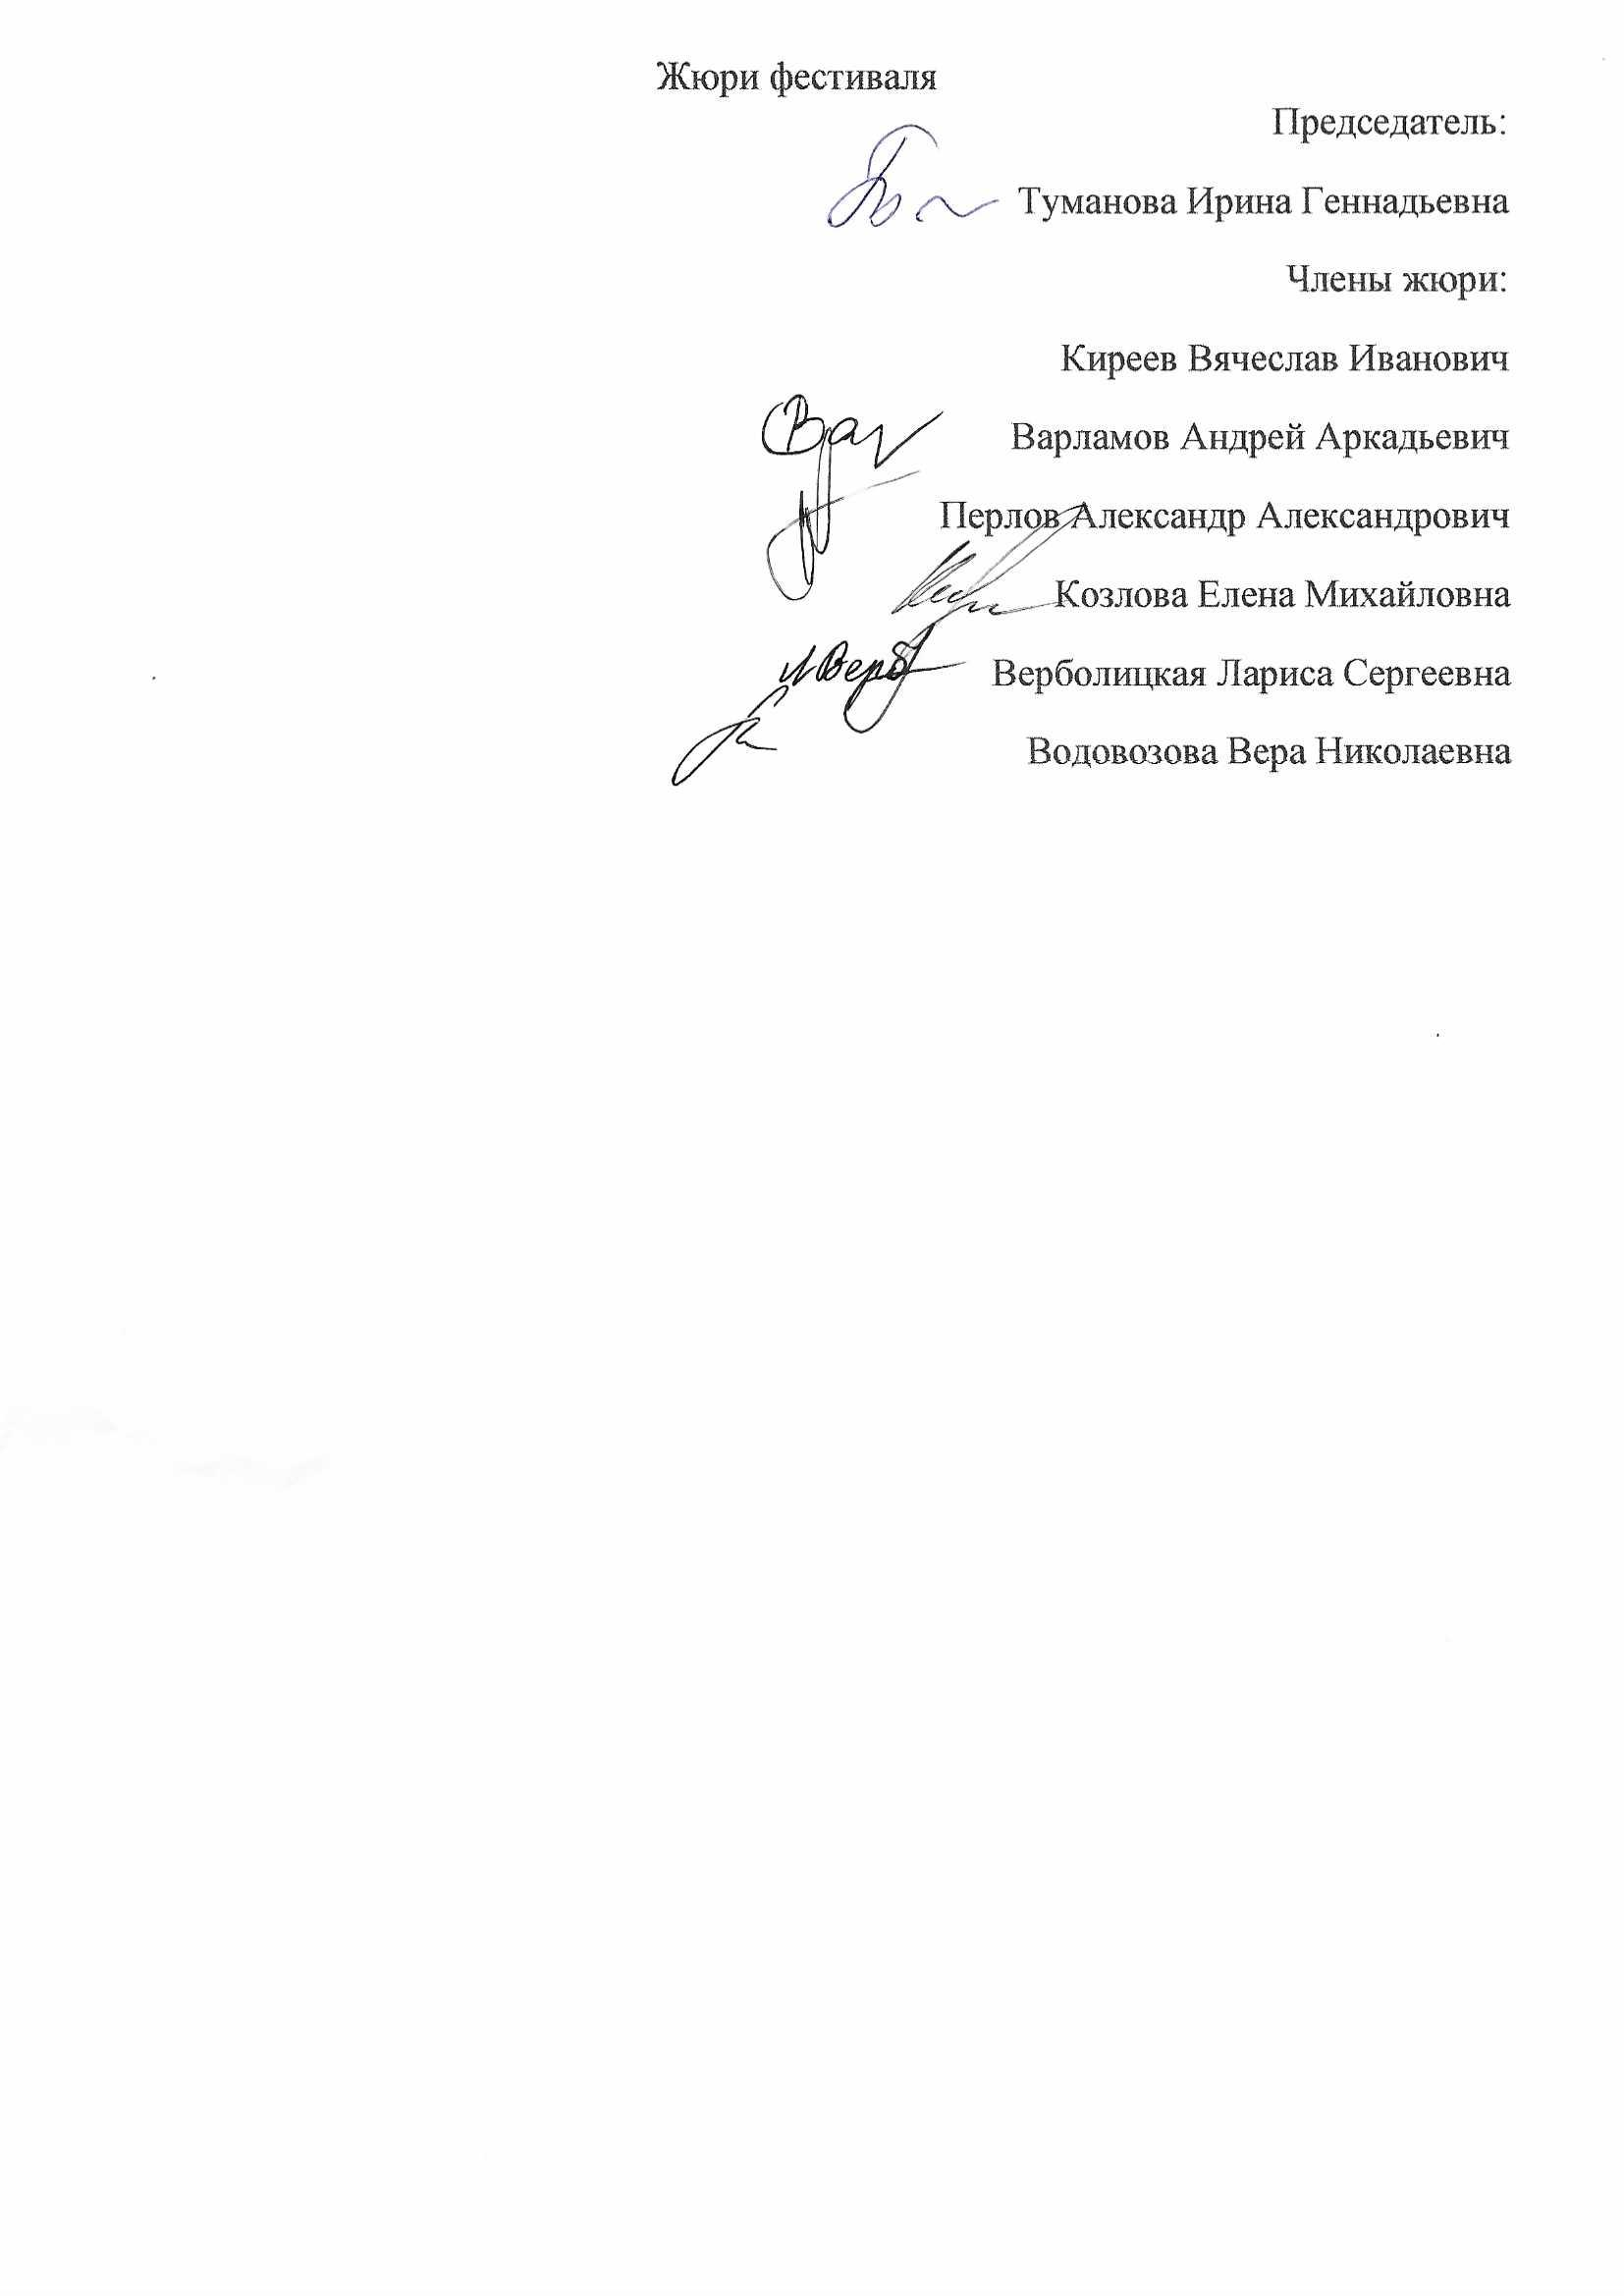 Жюри фестиваля
Председатель:
Туманова Ирина Геннадьевна
Члены жюри:
Киреев Вячеслав Иванович
Варламов Андрей Аркадьевич
Перлов Александр Александрович
Козлова Елена Михайловна
Верболицкая Лариса Сергеевна
Водовозова Вера Николаевна